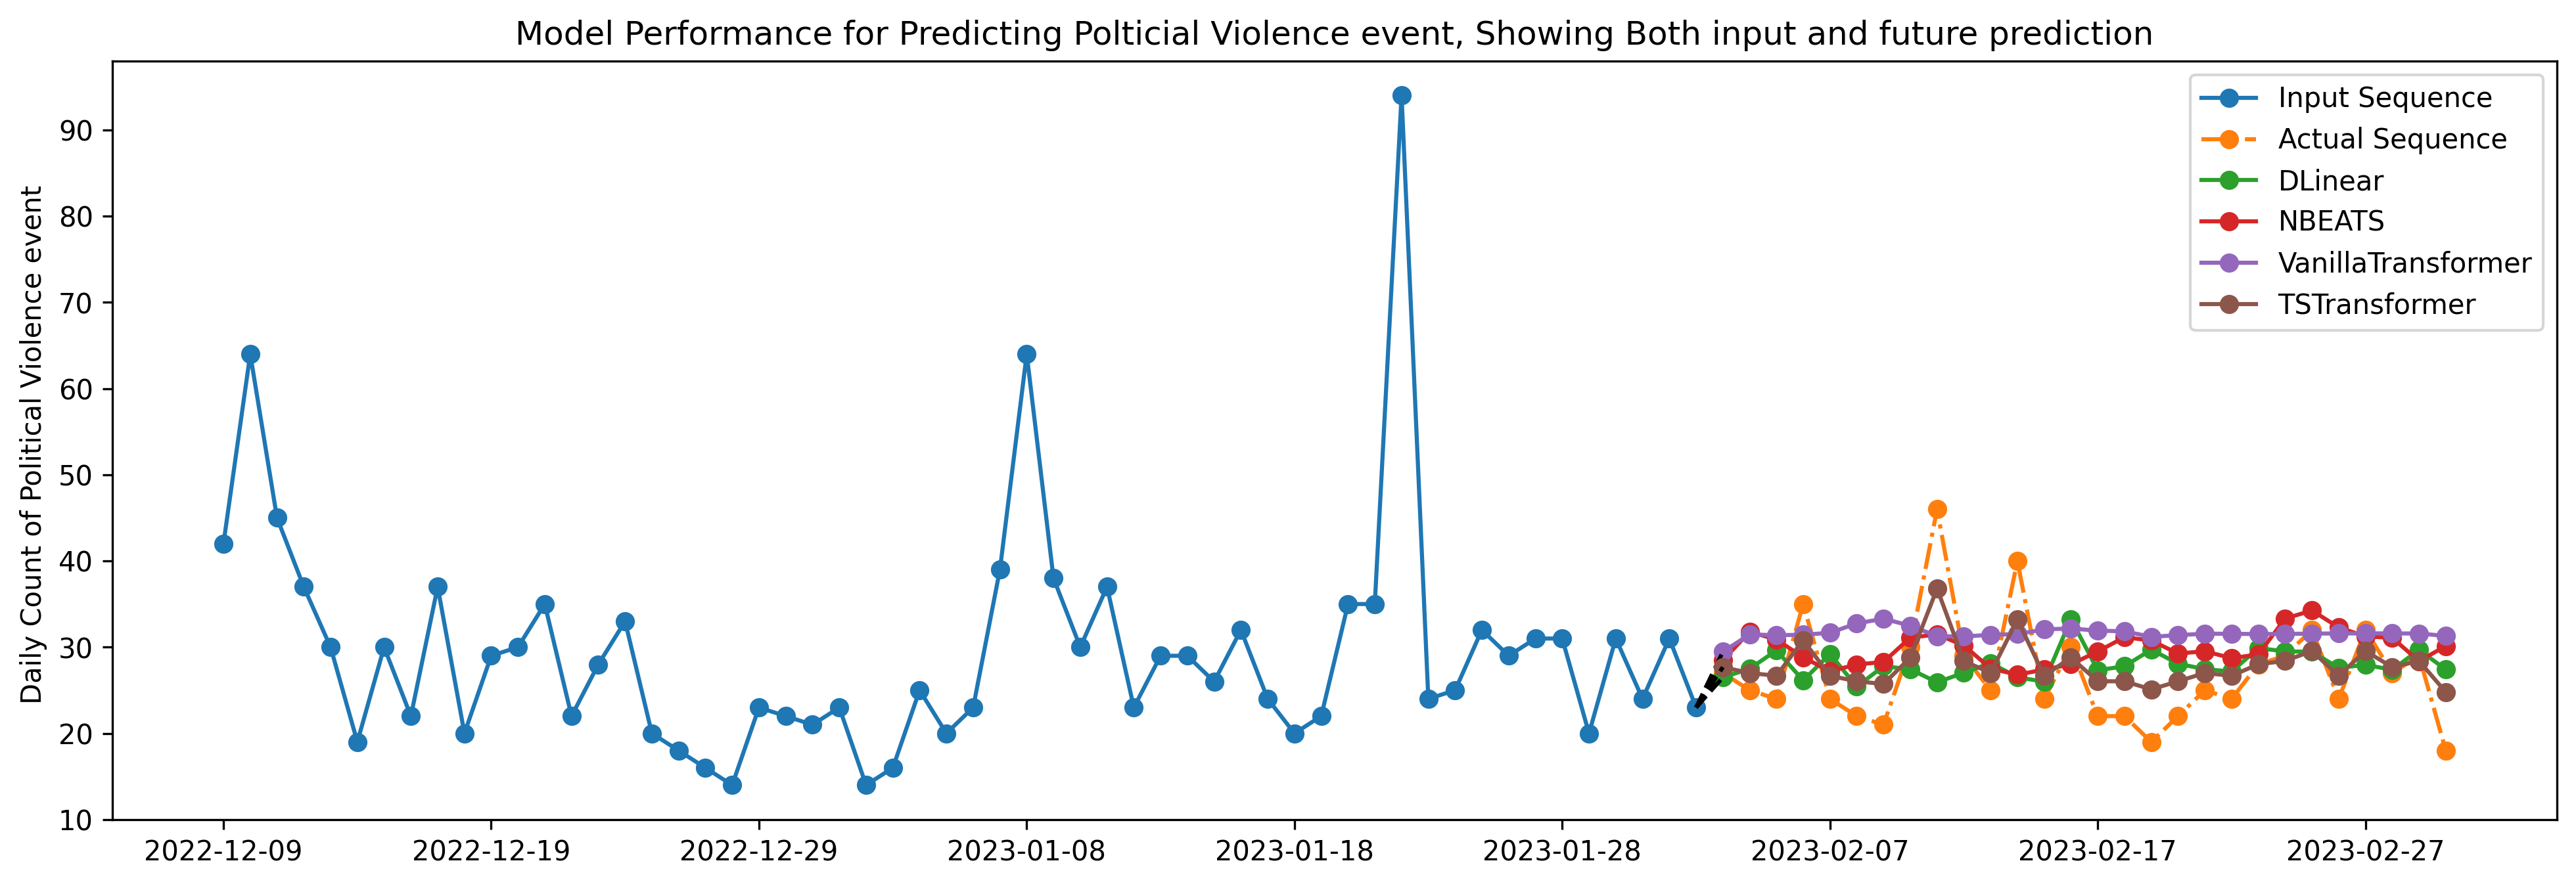 Model Performance for Predicting Polticial Violence event, Showing Both input and future prediction
Daily Count of Political Violence event
90
80
70
60
50
40
30
20
10
2022-12-09
2022-12-19
2022-12-29
2023-01-08
2023-01-18
2023-01-28
2023-02-07
2023-02-17
2023-02-27
Input Sequence
Actual Sequence
DLinear
NBEATS
VanillaTransformer
TSTransformer